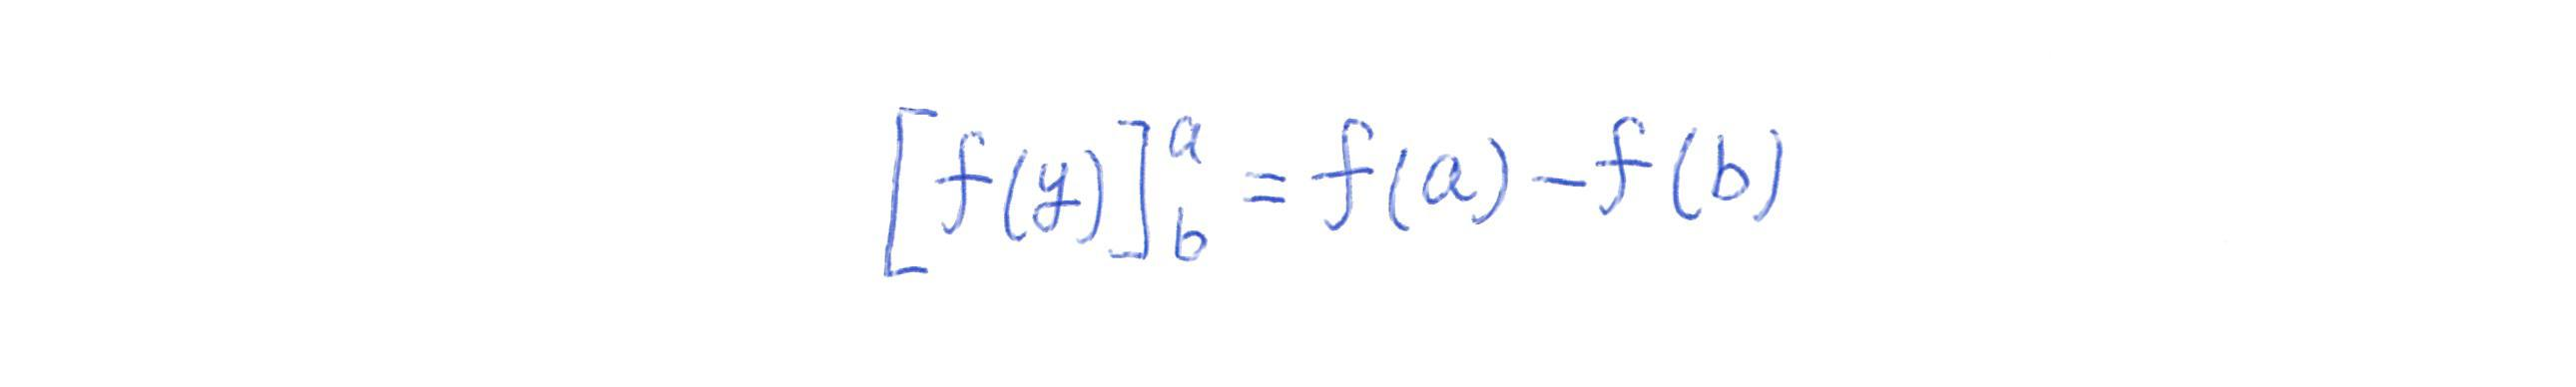 [f(y)]_b^a = f(a) - f(b)